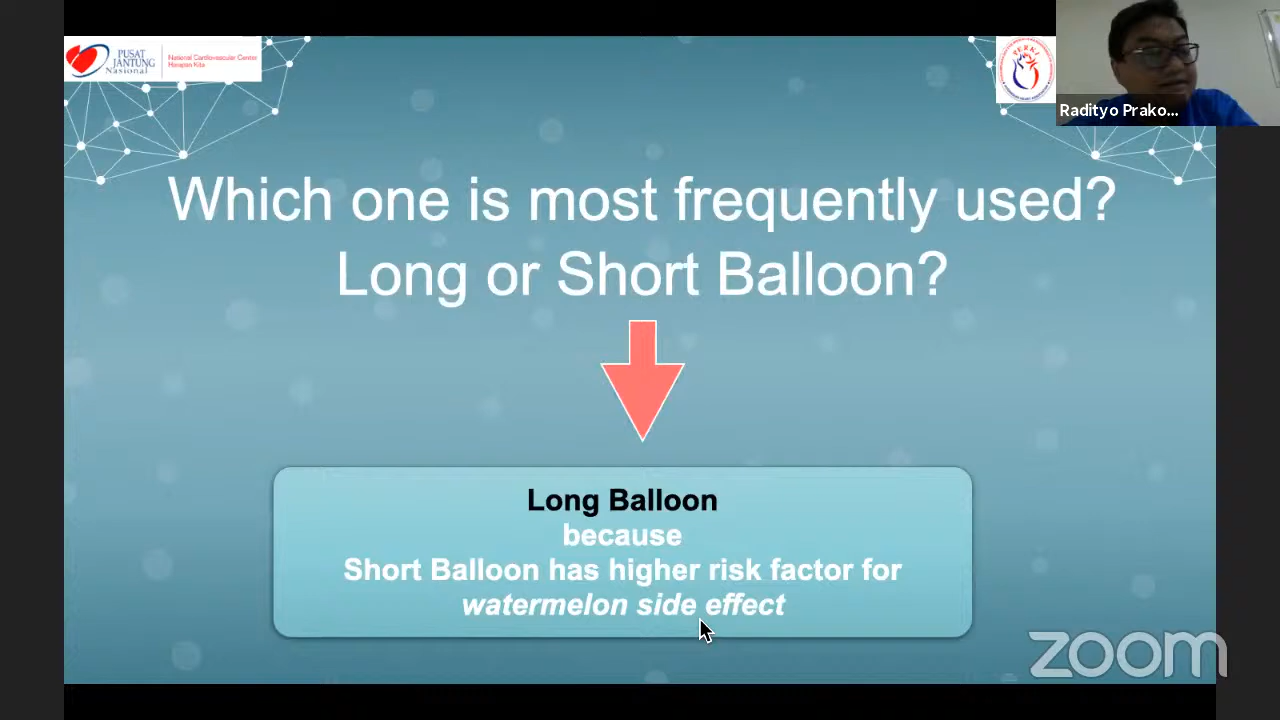 PUSAT
JANTUNG
Nasional
National Cardiovascular Center
Harapan Kita
PERKI
Radityo Prako...
Which one is most frequently used?
Long or Short Balloon?
Long Balloon
because
Short Balloon has higher risk factor for
watermelon side effect
zoom